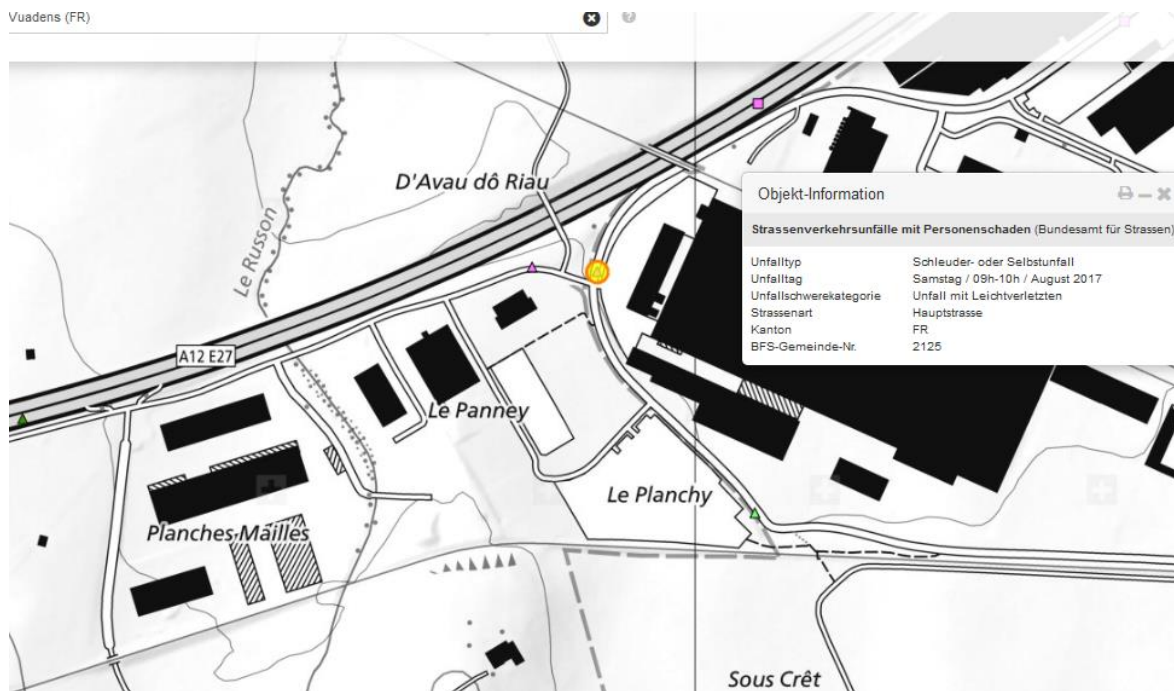 Vuadens (FR)
D'Avau dô Riau
Le Russon
Objekt-Information
Strassenverkehrsunfälle mit Personenschaden (Bundesamt für Strassen)
Unfalltyp Schleuder- oder Selbstunfall
Unfalltag Samstag / 09h-10h / August 2017
Unfallschwerekategorie Unfall mit Leichtverletzten
Strassenart Hauptstrasse
Kanton FR
BFS-Gemeinde-Nr. 2125
A12 E27
Le Panney
Le Planchy
Planches Mailles
Sous Crêt